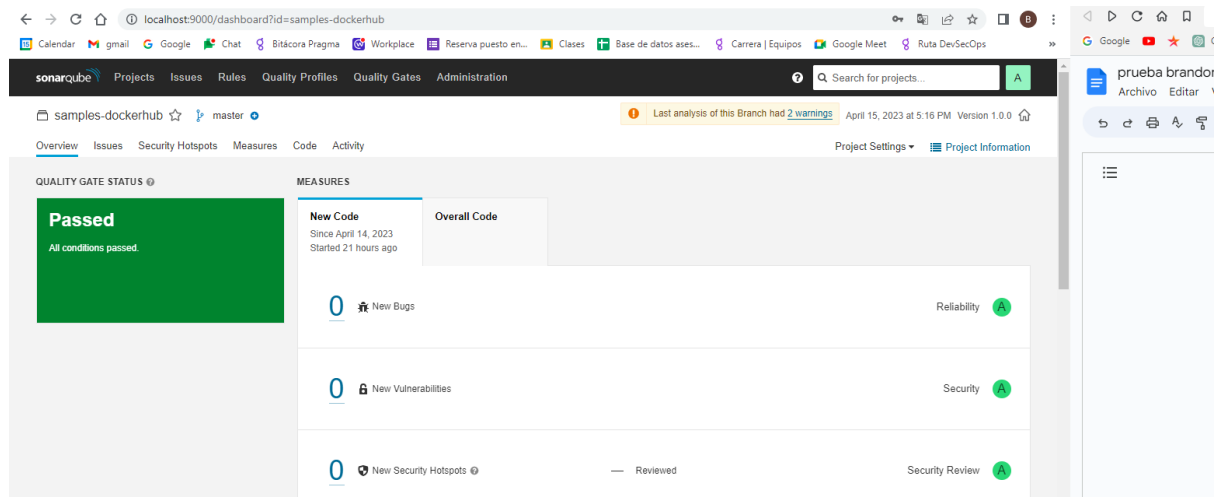 localhost:9000/dashboard?id=samples-dockerhub
B
Calendar gmail Google Chat Bitácora Pragma Workplace Reserva puesto en... Clases Base de datos ases... Carrera | Equipos Google Meet Ruta DevSecOps »
sonarqube Projects Issues Rules Quality Profiles Quality Gates Administration Search for projects... A
samples-dockerhub master Last analysis of this Branch had 2 warnings April 15, 2023 at 5:16 PM Version 1.0.0
Overview Issues Security Hotspots Measures Code Activity Project Settings Project Information
QUALITY GATE STATUS
Passed
All conditions passed.
MEASURES
New Code
Since April 14, 2023
Started 21 hours ago
Overall Code
0 New Bugs Reliability A
0 New Vulnerabilities Security A
0 New Security Hotspots — Reviewed Security Review A
Google
prueba brandon
Archivo Editar